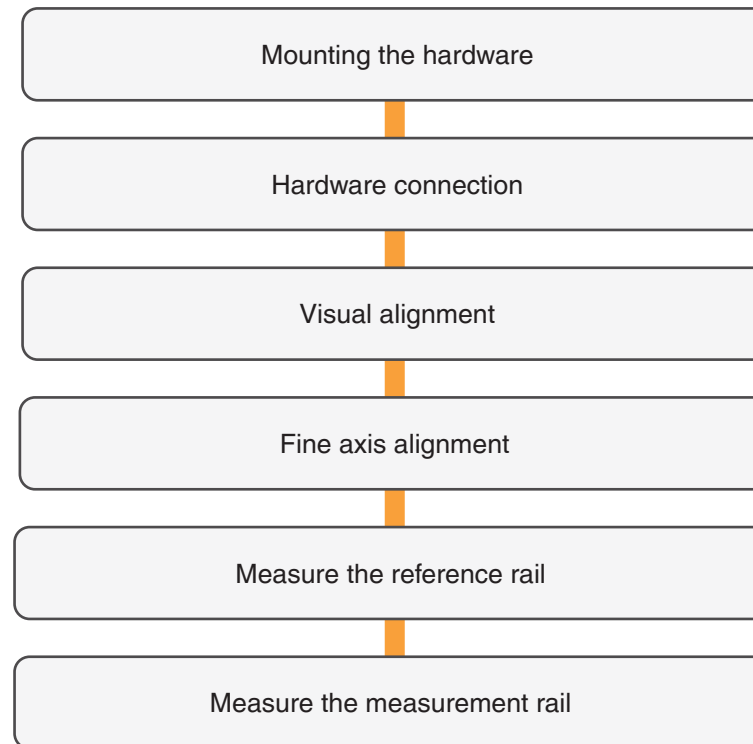 Mounting the hardware
Hardware connection
Visual alignment
Fine axis alignment
Measure the reference rail
Measure the measurement rail